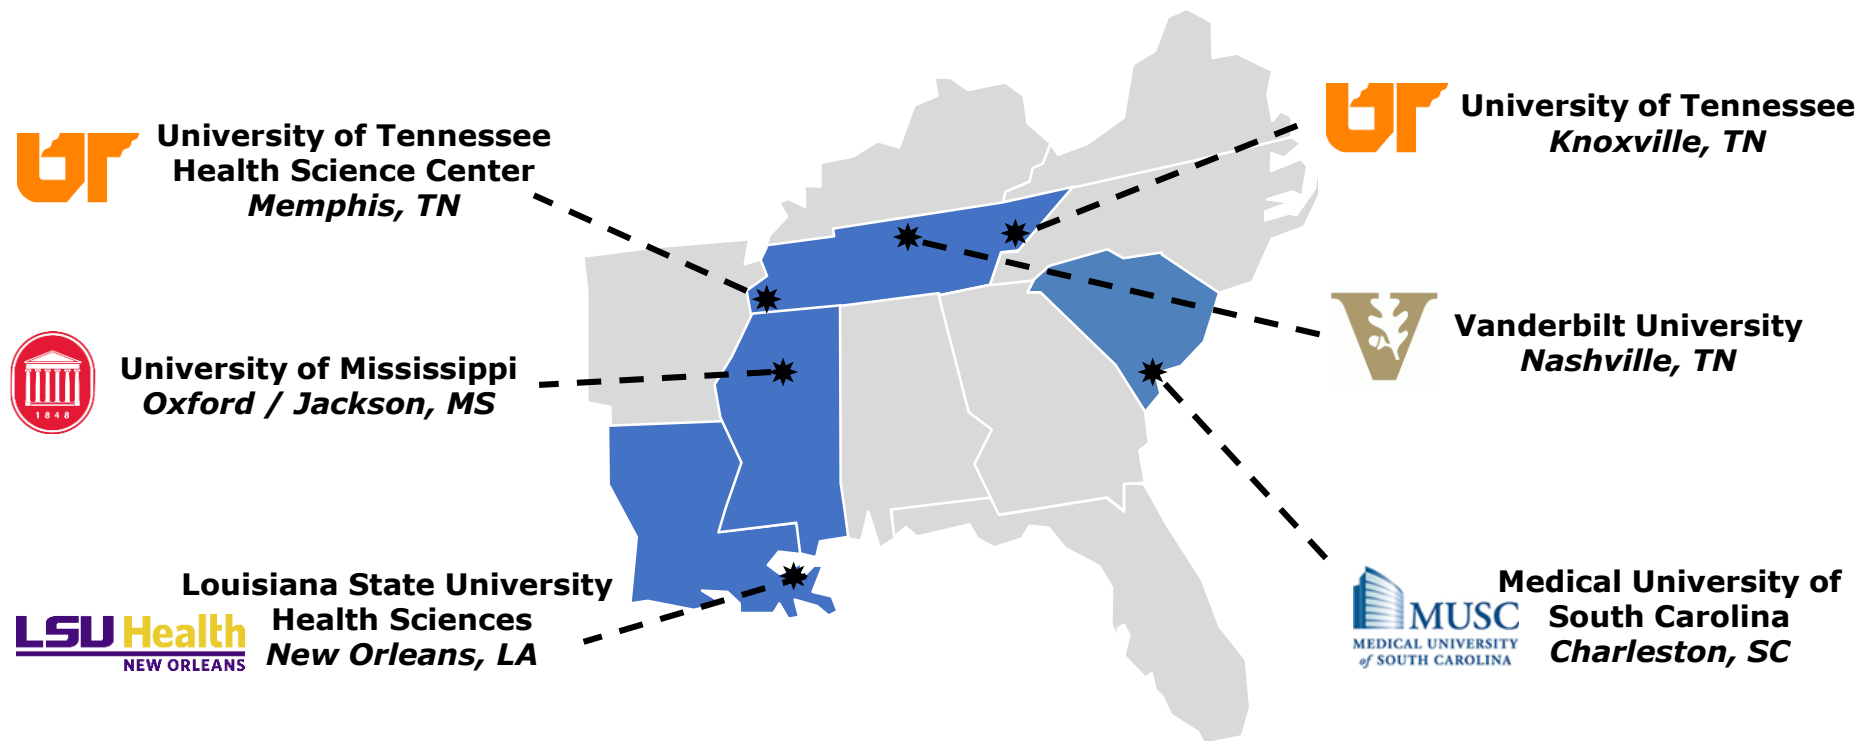 UT
University of Tennessee
Health Science Center
Memphis, TN
1848
University of Mississippi
Oxford / Jackson, MS
Louisiana State University
Health Sciences
New Orleans, LA
LSU Health
NEW ORLEANS
UT
University of Tennessee
Knoxville, TN
V
Vanderbilt University
Nashville, TN
MUSC
MEDICAL UNIVERSITY
of SOUTH CAROLINA
Medical University of
South Carolina
Charleston, SC